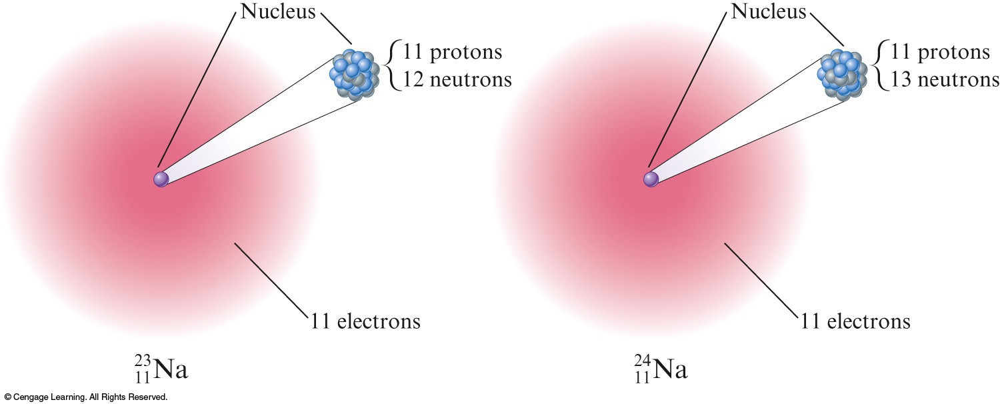 Nucleus
11 protons
12 neutrons
11 electrons
23
11Na
Nucleus
11 protons
13 neutrons
11 electrons
24
11Na
© Cengage Learning. All Rights Reserved.